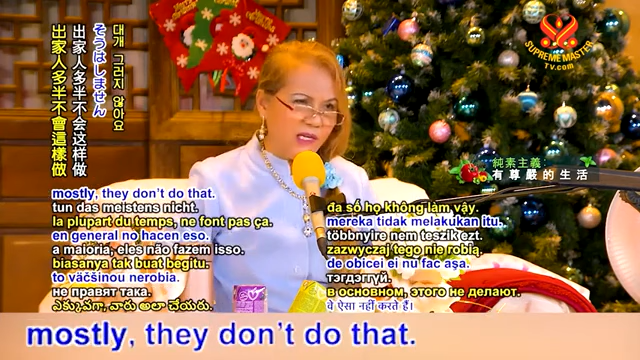 SUPREME MASTER
TV.com
純素主義:
有尊嚴的生活
대개 그러지 않아요
そうはしません
出家人多半不会这样做
出家人多半不會這樣做
mostly, they don't do that.
tun das meistens nicht.
la plupart du temps, ne font pas ça.
en general no hacen eso.
a maioria, eles não fazem isso.
biasanya tak buat begitu.
to väčšinou nerobia.
не правят така.
ఎక్కువగా, వారు అలా చేయరు.
đa số họ không làm vậy.
mereka tidak melakukan itu.
többnyire nem teszik ezt.
zazwyczaj tego nie robią.
de obicei ei nu fac așa.
тэгдэггүй.
в основном, этого не делают.
वे ऐसा नहीं करते हैं।
mostly, they don't do that.